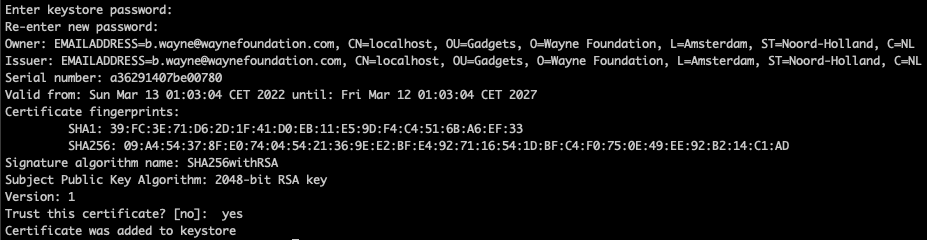 Enter keystore password:
Re-enter new password:
Owner: EMAILADDRESS=b.wayne@waynefoundation.com, CN=localhost, OU=Gadgets, O=Wayne Foundation, L=Amsterdam, ST=Noord-Holland, C=NL
Issuer: EMAILADDRESS=b.wayne@waynefoundation.com, CN=localhost, OU=Gadgets, O=Wayne Foundation, L=Amsterdam, ST=Noord-Holland, C=NL
Serial number: a36291407be00780
Valid from: Sun Mar 13 01:03:04 CET 2022 until: Fri Mar 12 01:03:04 CET 2027
Certificate fingerprints:
SHA1: 39:FC:3E:71:D6:2D:1F:41:D0:EB:11:E5:9D:F4:C4:51:6B:A6:EF:33
SHA256: 09:A4:54:37:8F:E0:74:04:54:21:36:9E:E2:BF:E4:92:71:16:54:1D:BF:C4:F0:75:0E:49:EE:92:B2:14:C1:AD
Signature algorithm name: SHA256withRSA
Subject Public Key Algorithm: 2048-bit RSA key
Version: 1
Trust this certificate? [no]:  yes
Certificate was added to keystore